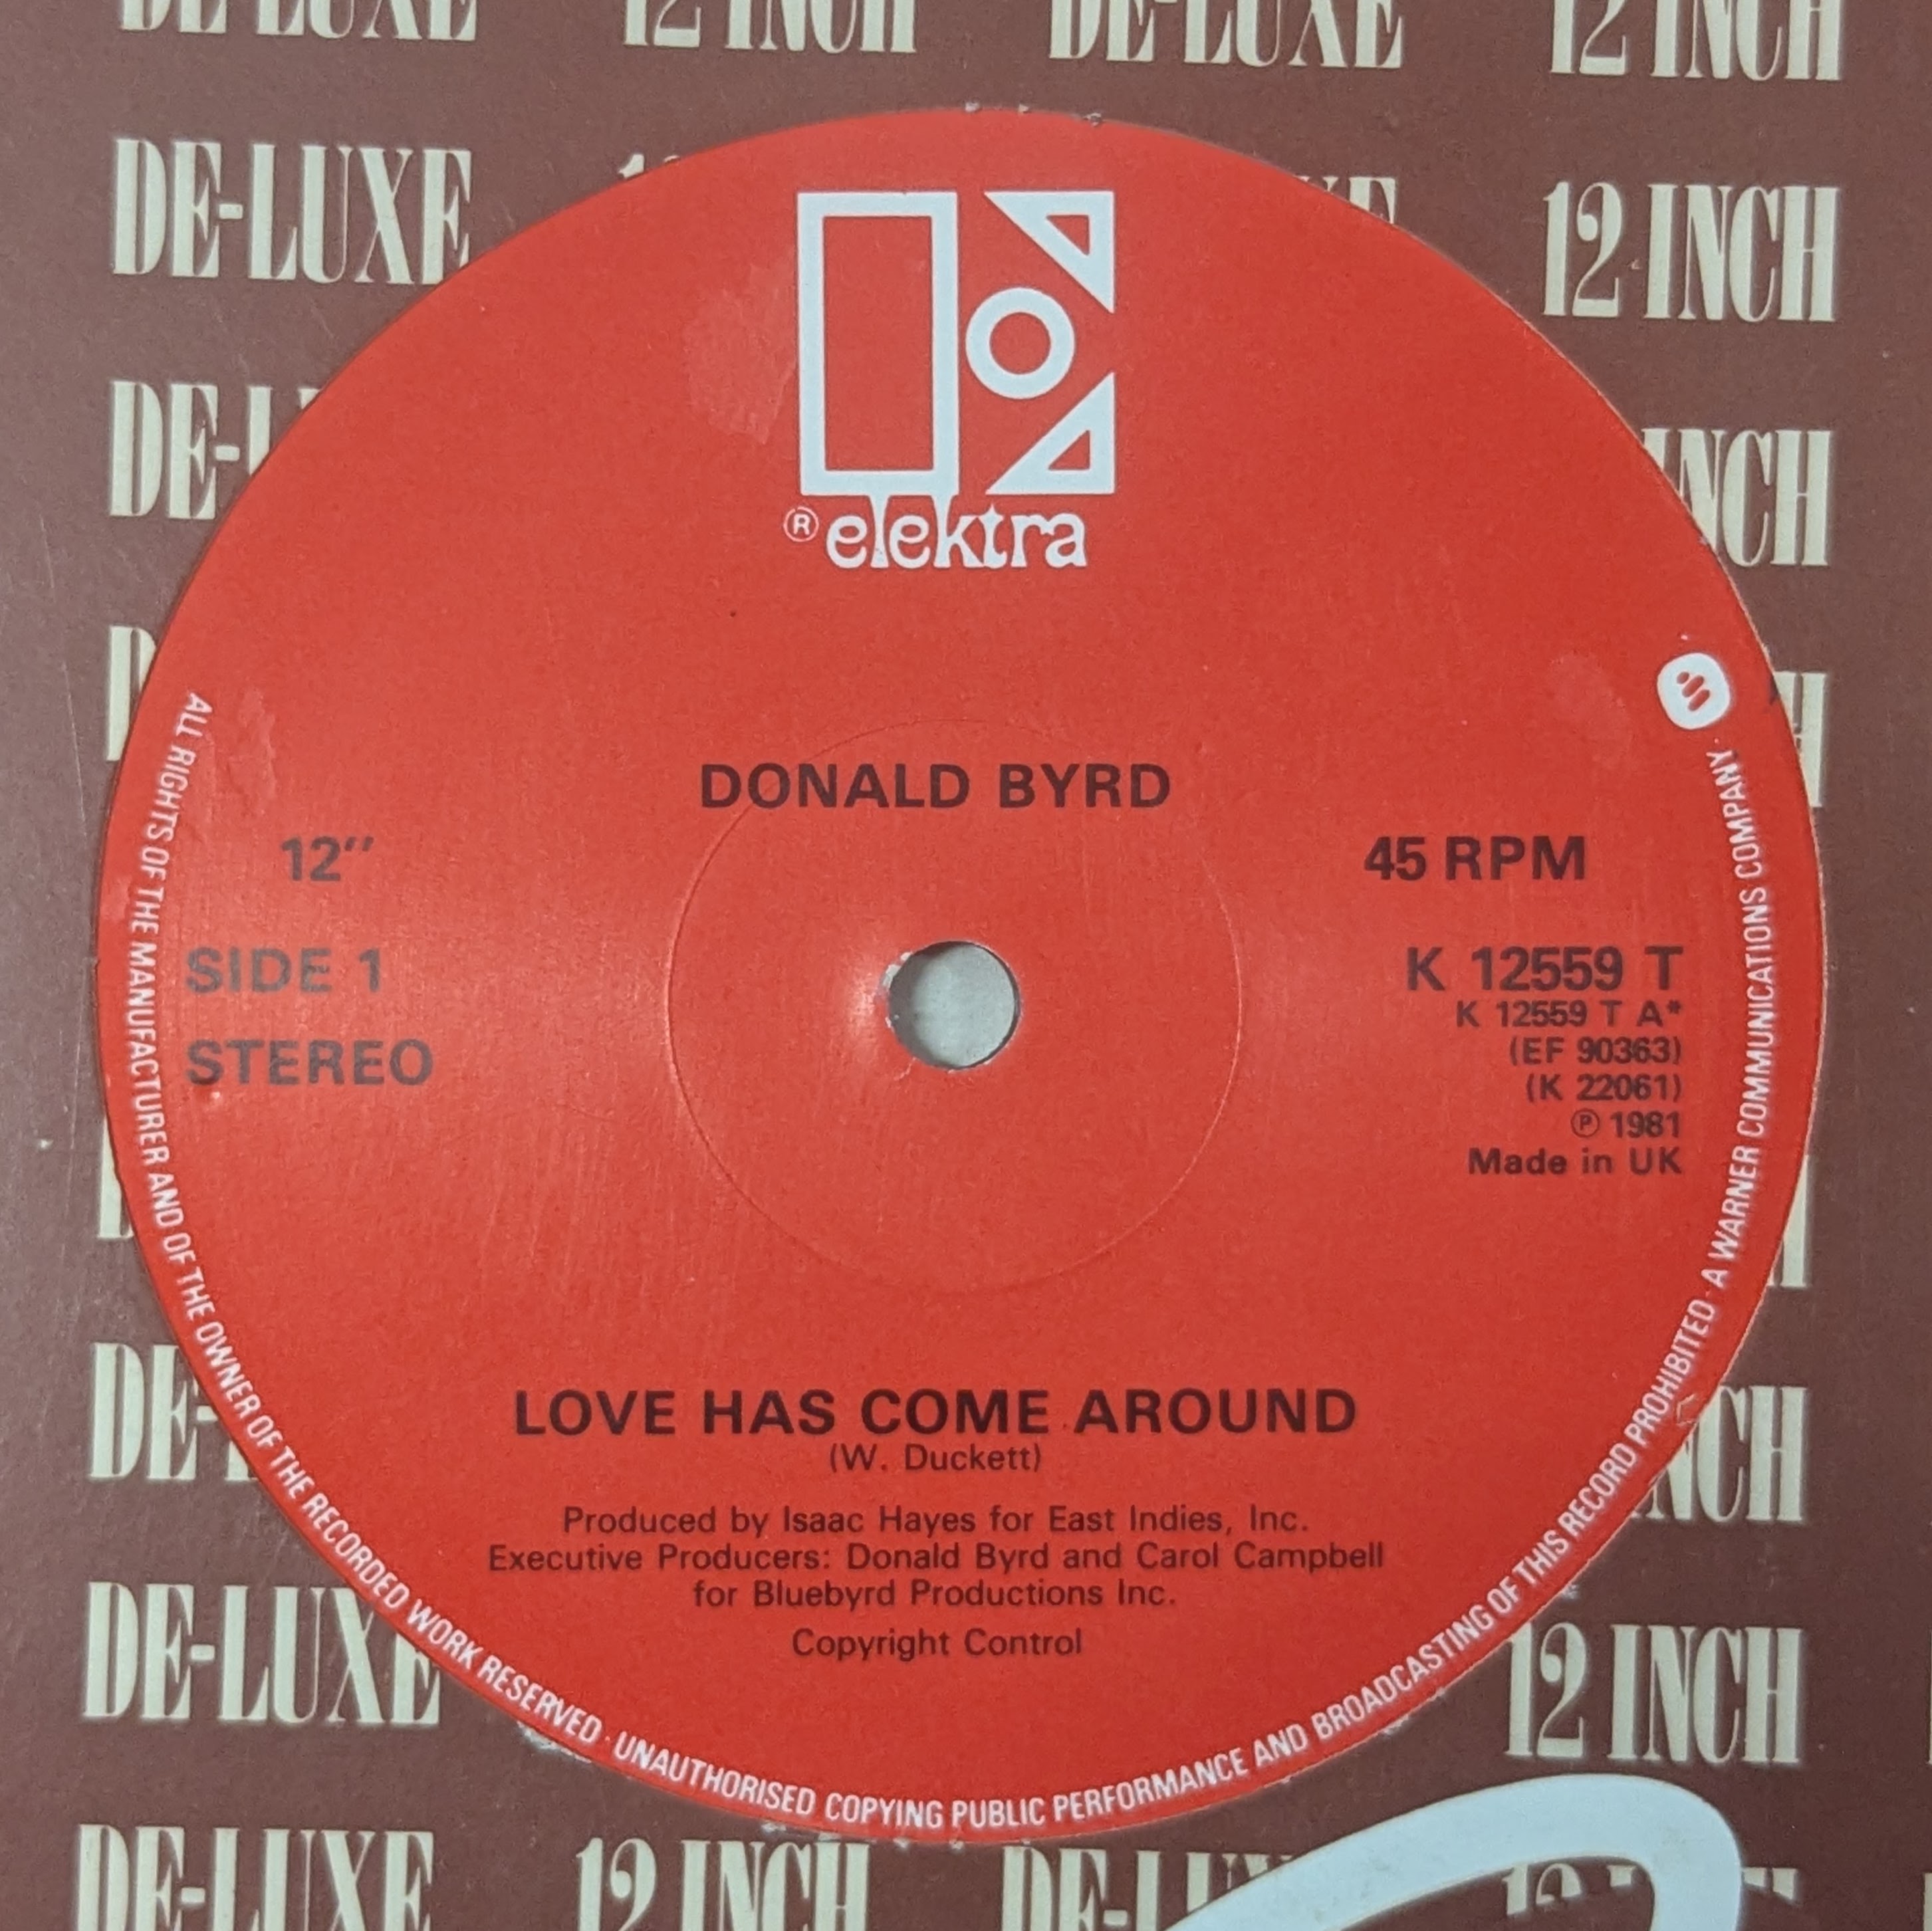 DE-LUXE 12 INCH DE-LUXE 12 INCH
DE-LUXE 12 INCH
® elektra
DONALD BYRD
12″
45 RPM
SIDE 1
STEREO
K 12559 T
K 12559 T A*
(EF 90363)
(K 22061)
℗ 1981
Made in UK
LOVE HAS COME AROUND
(W. Duckett)
Produced by Isaac Hayes for East Indies, Inc.
Executive Producers: Donald Byrd and Carol Campbell
for Bluebyrd Productions Inc.
Copyright Control
ALL RIGHTS OF THE MANUFACTURER AND OF THE OWNER OF THE RECORDED WORK RESERVED · UNAUTHORISED COPYING PUBLIC PERFORMANCE AND BROADCASTING OF THIS RECORD PROHIBITED · A WARNER COMMUNICATIONS COMPANY ·
DE-LUXE 12 INCH
DE-LUXE 12 INCH